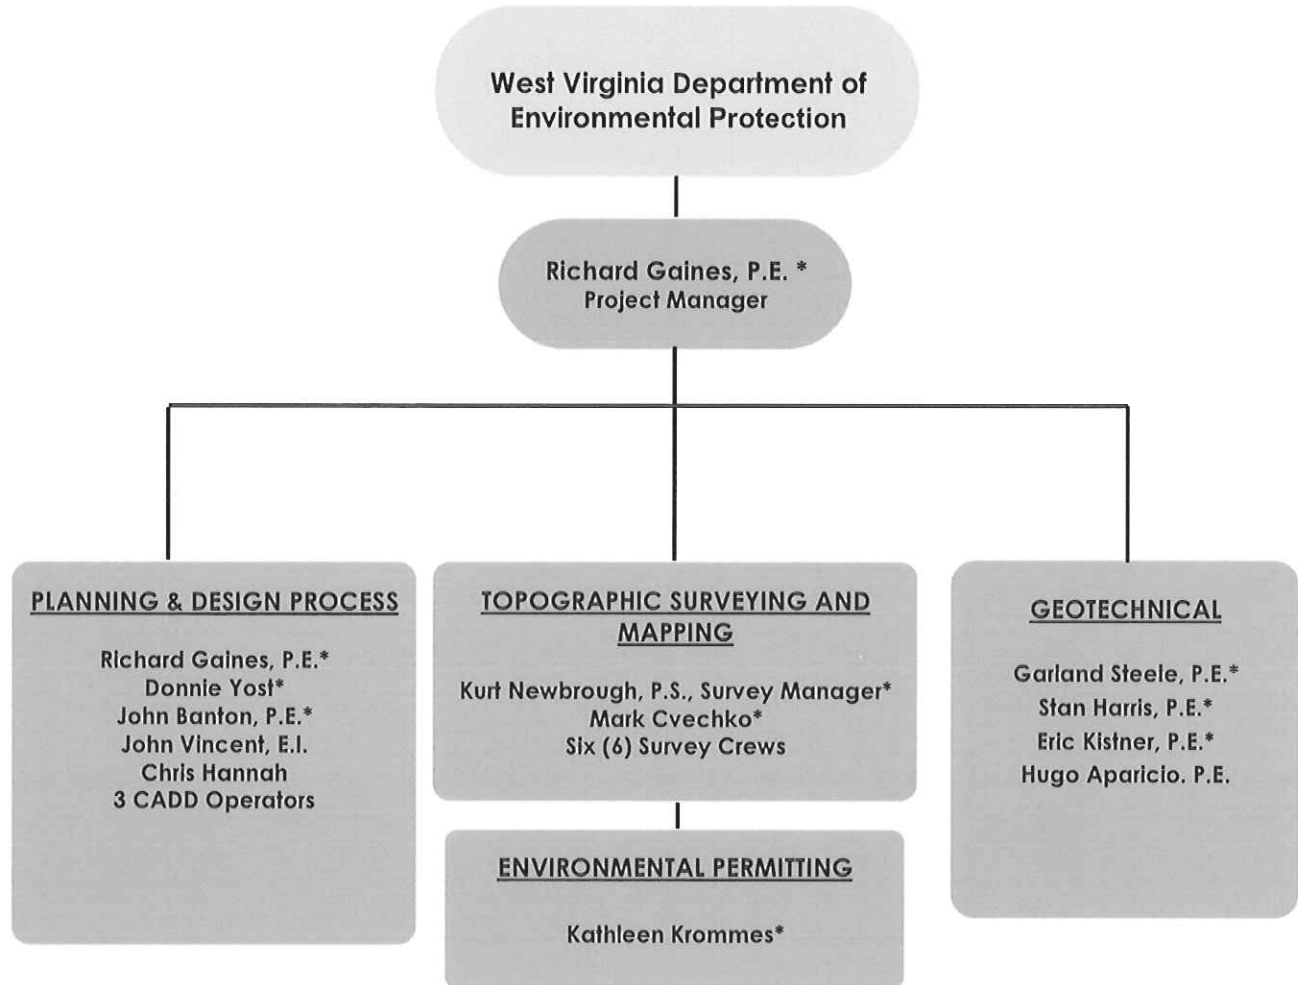 West Virginia Department of
Environmental Protection
Richard Gaines, P.E. *
Project Manager
PLANNING & DESIGN PROCESS
Richard Gaines, P.E.*
Donnie Yost*
John Banton, P.E.*
John Vincent, E.I.
Chris Hannah
3 CADD Operators
TOPOGRAPHIC SURVEYING AND
MAPPING
Kurt Newbrough, P.S., Survey Manager*
Mark Cvechko*
Six (6) Survey Crews
ENVIRONMENTAL PERMITTING
Kathleen Krommes*
GEOTECHNICAL
Garland Steele, P.E.*
Stan Harris, P.E.*
Eric Kistner, P.E.*
Hugo Aparicio. P.E.